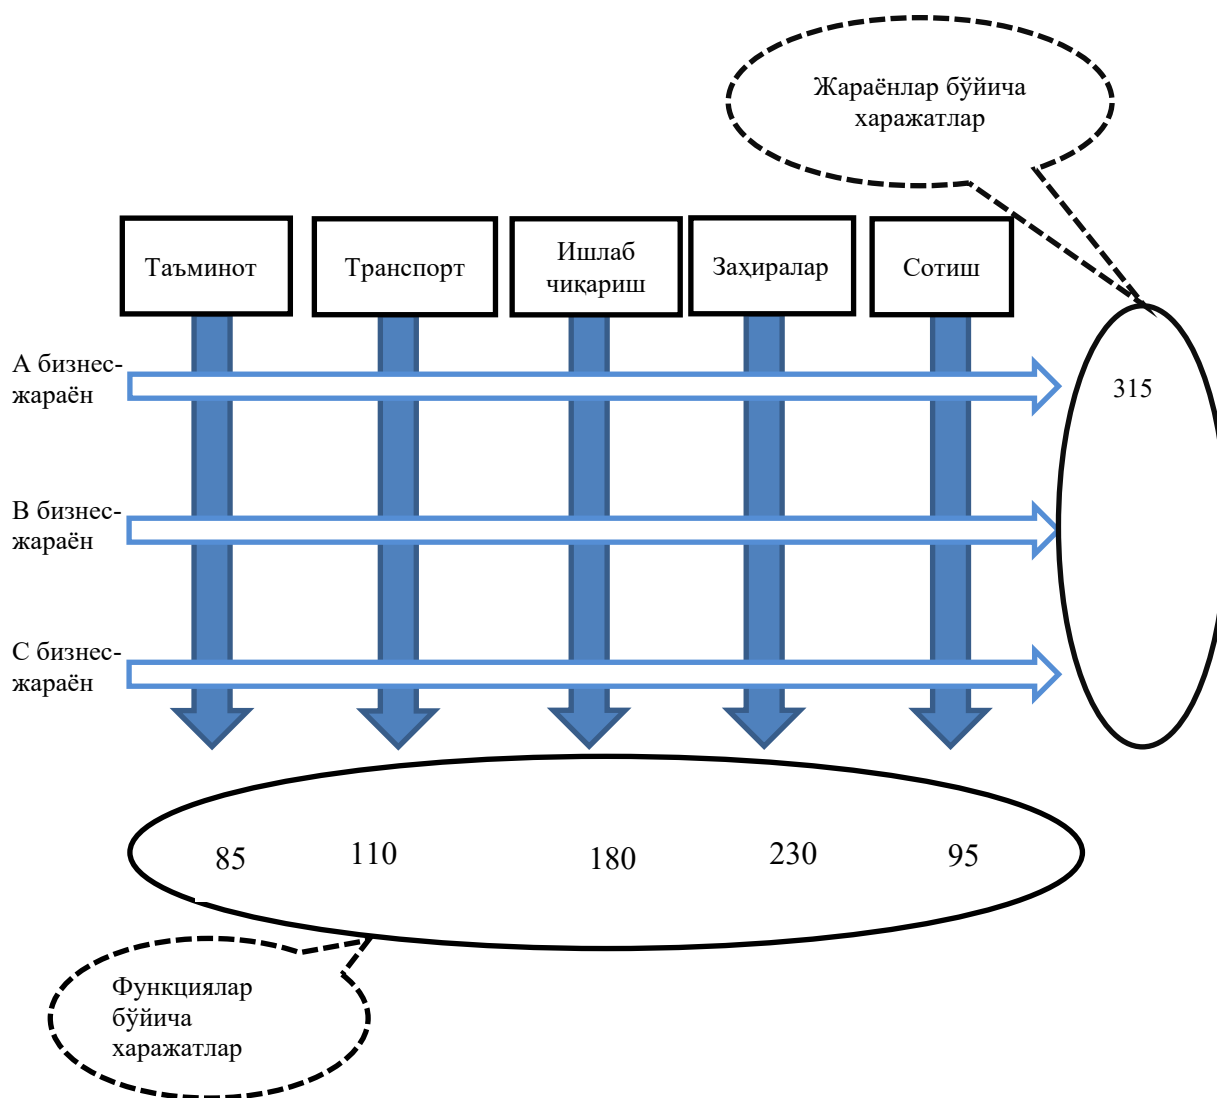 Жараёнлар бўйича
харажатлар
Таъминот
Транспорт
Ишлаб
чиқариш
Заҳиралар
Сотиш
А бизнес-
жараён
315
В бизнес-
жараён
С бизнес-
жараён
85
110
180
230
95
Функциялар
бўйича
харажатлар